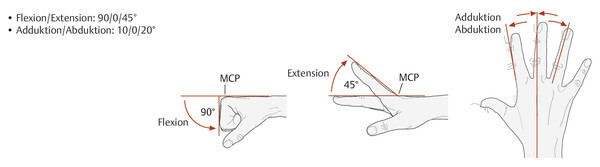 • Flexion/Extension: 90/0/45°
• Adduktion/Abduktion: 10/0/20°
MCP
90°
Flexion
Extension
45°
MCP
Adduktion
Abduktion